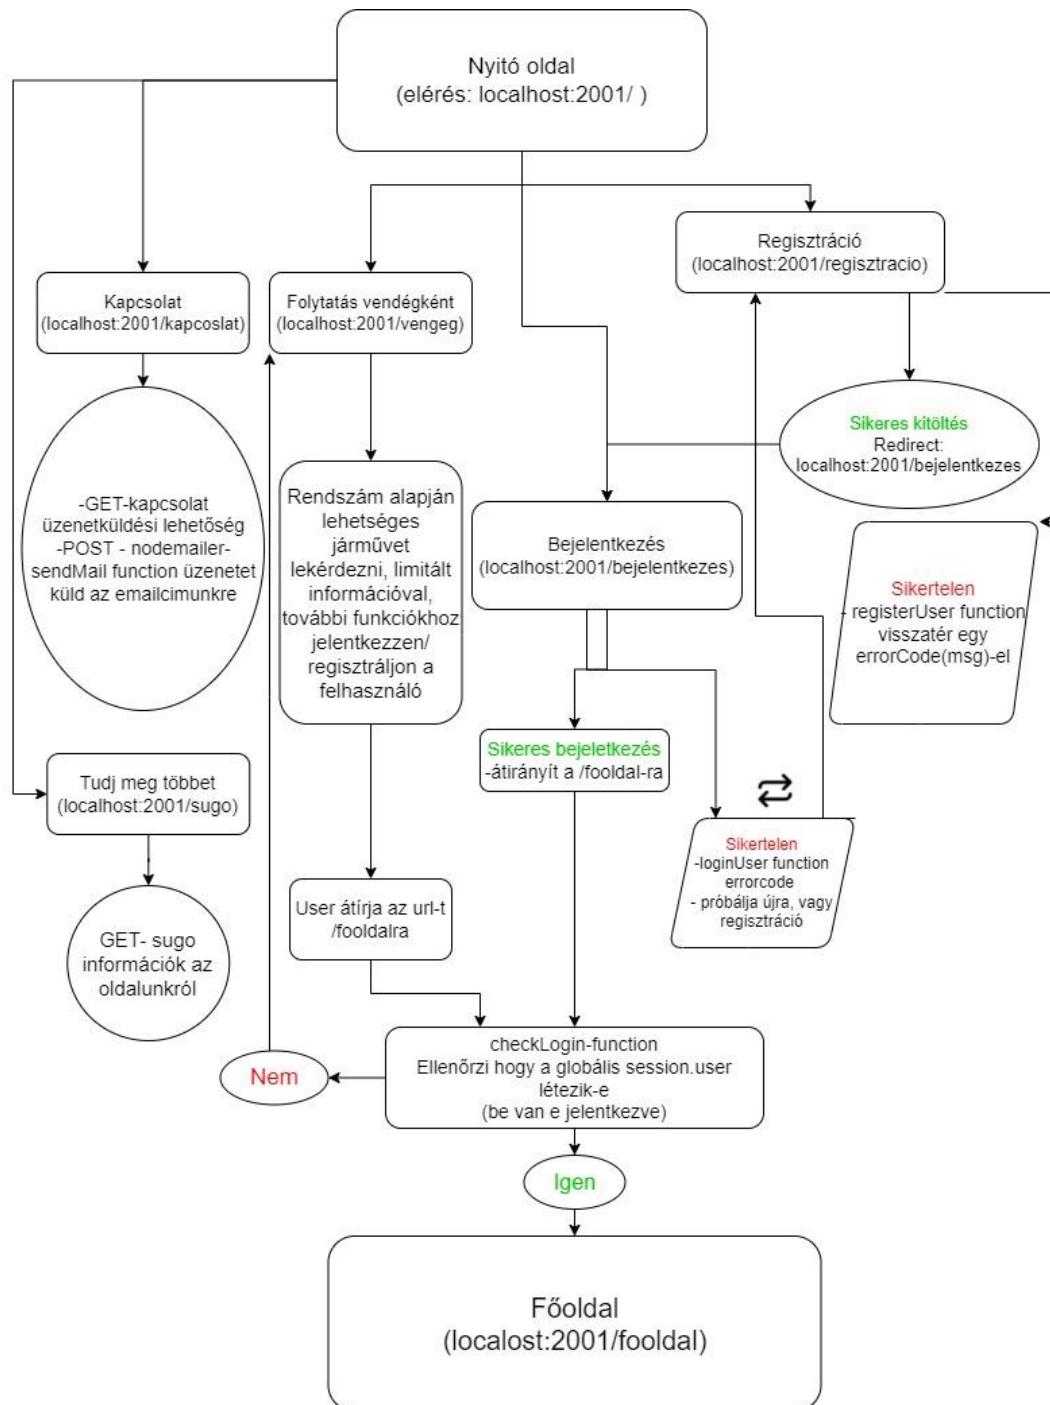 Nyitó oldal
(elérés: localhost:2001/ )
Regisztráció
(localhost:2001/regisztracio)
Kapcsolat
(localhost:2001/kapcoslat)
Folytatás vendégként
(localhost:2001/vengeg)
Sikeres kitöltés
Redirect:
localhost:2001/bejelentkezes
-GET-kapcsolat
üzenetküldési lehetőség
-POST - nodemailer-
sendMail function üzenetet
küld az emailcimunkre
Rendszám alapján
lehetséges
járművet
lekérdezni, limitált
információval,
további funkciókhoz
jelentkezzen/
regisztráljon a
felhasználó
Bejelentkezés
(localhost:2001/bejelentkezes)
Sikertelen
- registerUser function
visszatér egy
errorCode(msg)-el
Sikeres bejeletkezés
-átirányít a /fooldal-ra
Tudj meg többet
(localhost:2001/sugo)
Sikertelen
-loginUser function
errorcode
- próbálja újra, vagy
regisztráció
User átírja az url-t
/fooldalra
GET- sugo
információk az
oldalunkról
checkLogin-function
Ellenőrzi hogy a globális session.user
létezik-e
(be van e jelentkezve)
Nem
Igen
Főoldal
(localost:2001/fooldal)